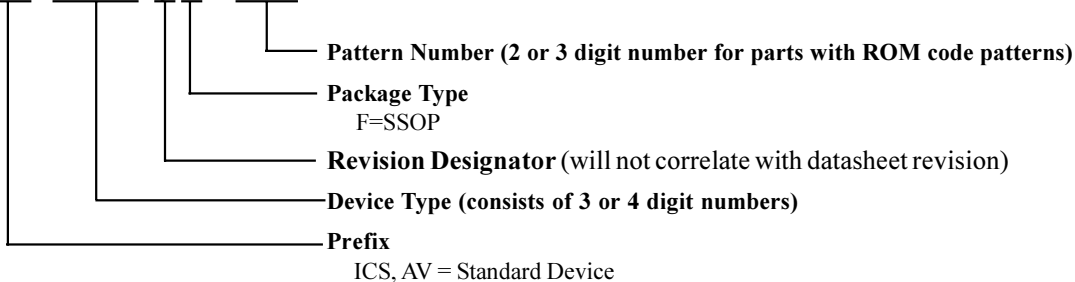 Pattern Number (2 or 3 digit number for parts with ROM code patterns)
Package Type
F=SSOP
Revision Designator (will not correlate with datasheet revision)
Device Type (consists of 3 or 4 digit numbers)
Prefix
ICS, AV = Standard Device